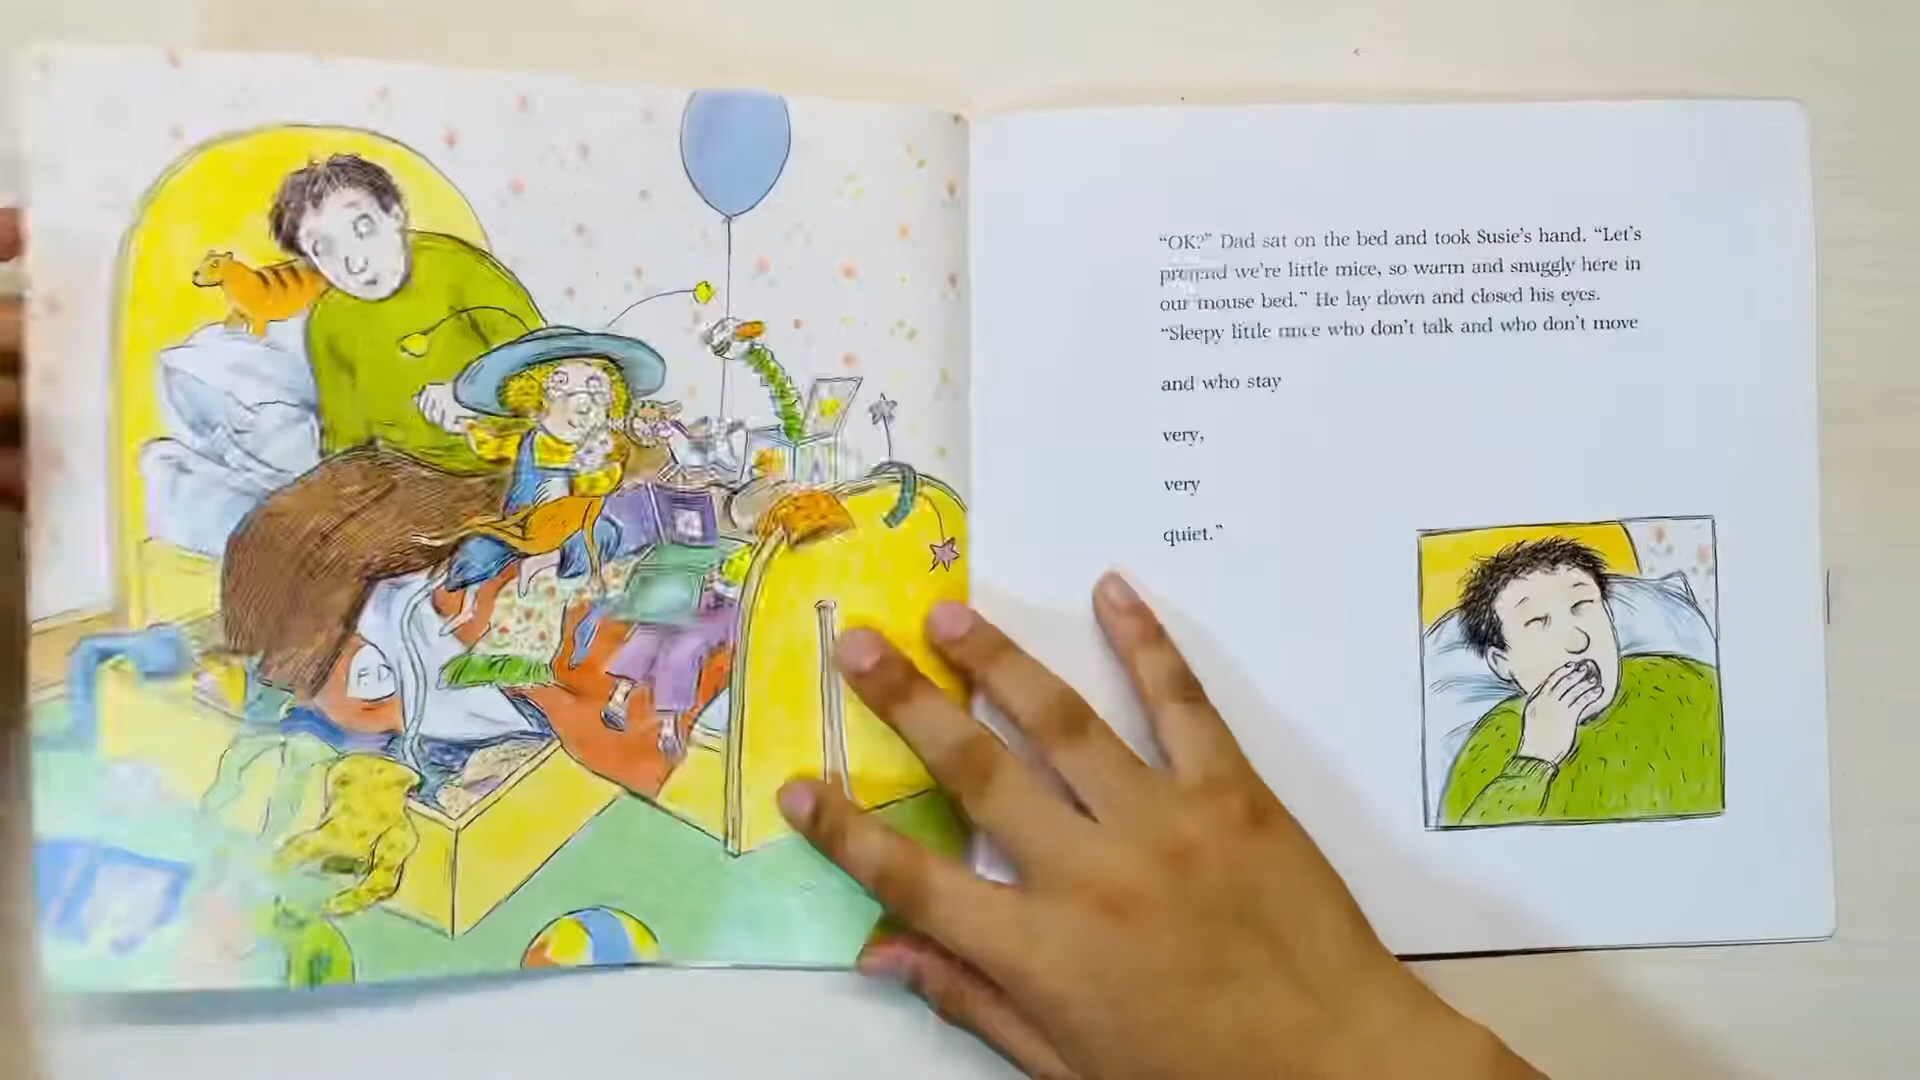 “OK?” Dad sat on the bed and took Susie’s hand. “Let’s
pretend we’re little mice, so warm and snuggly here in
our mouse bed.” He lay down and closed his eyes.
“Sleepy little mice who don’t talk and who don’t move
and who stay
very,
very
quiet.”